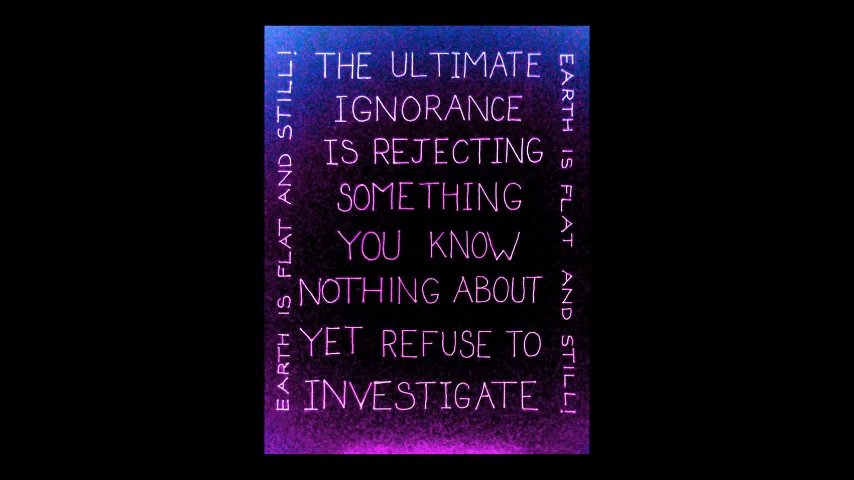 THE ULTIMATE
IGNORANCE
IS REJECTING
SOMETHING
YOU KNOW
NOTHING ABOUT
YET REFUSE TO
INVESTIGATE
EARTH IS FLAT AND STILL!
EARTH IS FLAT AND STILL!